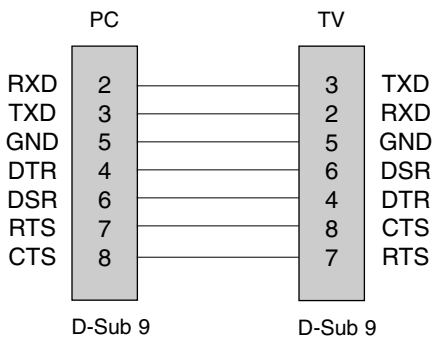 PC TV
RXD 2 3 TXD
TXD 3 2 RXD
GND 5 5 GND
DTR 4 6 DSR
DSR 6 4 DTR
RTS 7 8 CTS
CTS 8 7 RTS
D-Sub 9 D-Sub 9